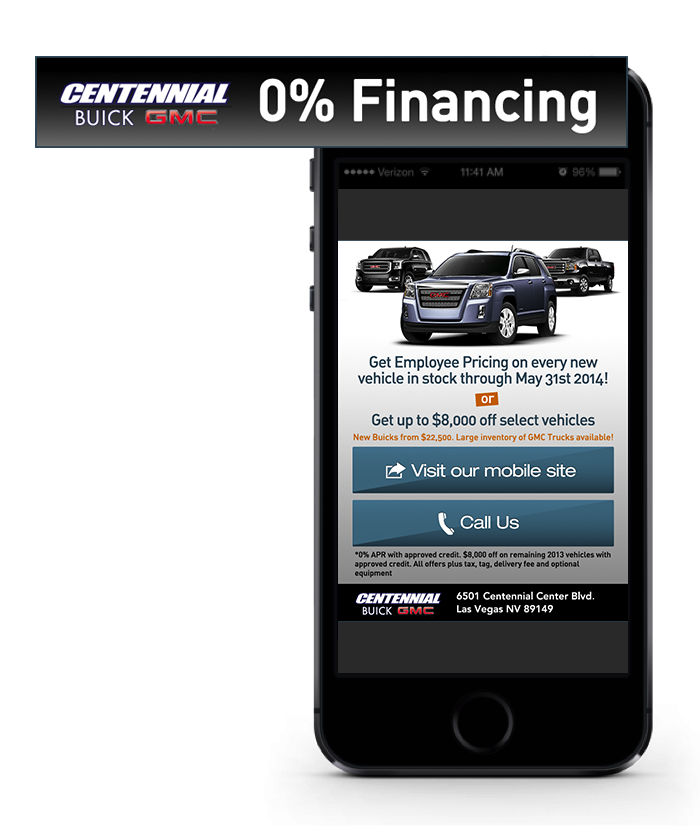 CENTENNIAL
BUICK GMC
0% Financing
Verizon 11:41 AM 96%
Get Employee Pricing on every new
vehicle in stock through May 31st 2014!
or
Get up to $8,000 off select vehicles
New Buicks from $22,500. Large inventory of GMC Trucks available!
Visit our mobile site
Call Us
*0% APR with approved credit. $8,000 off on remaining 2013 vehicles with
approved credit. All offers plus tax, tag, delivery fee and optional
equipment
CENTENNIAL
BUICK GMC
6501 Centennial Center Blvd.
Las Vegas NV 89149